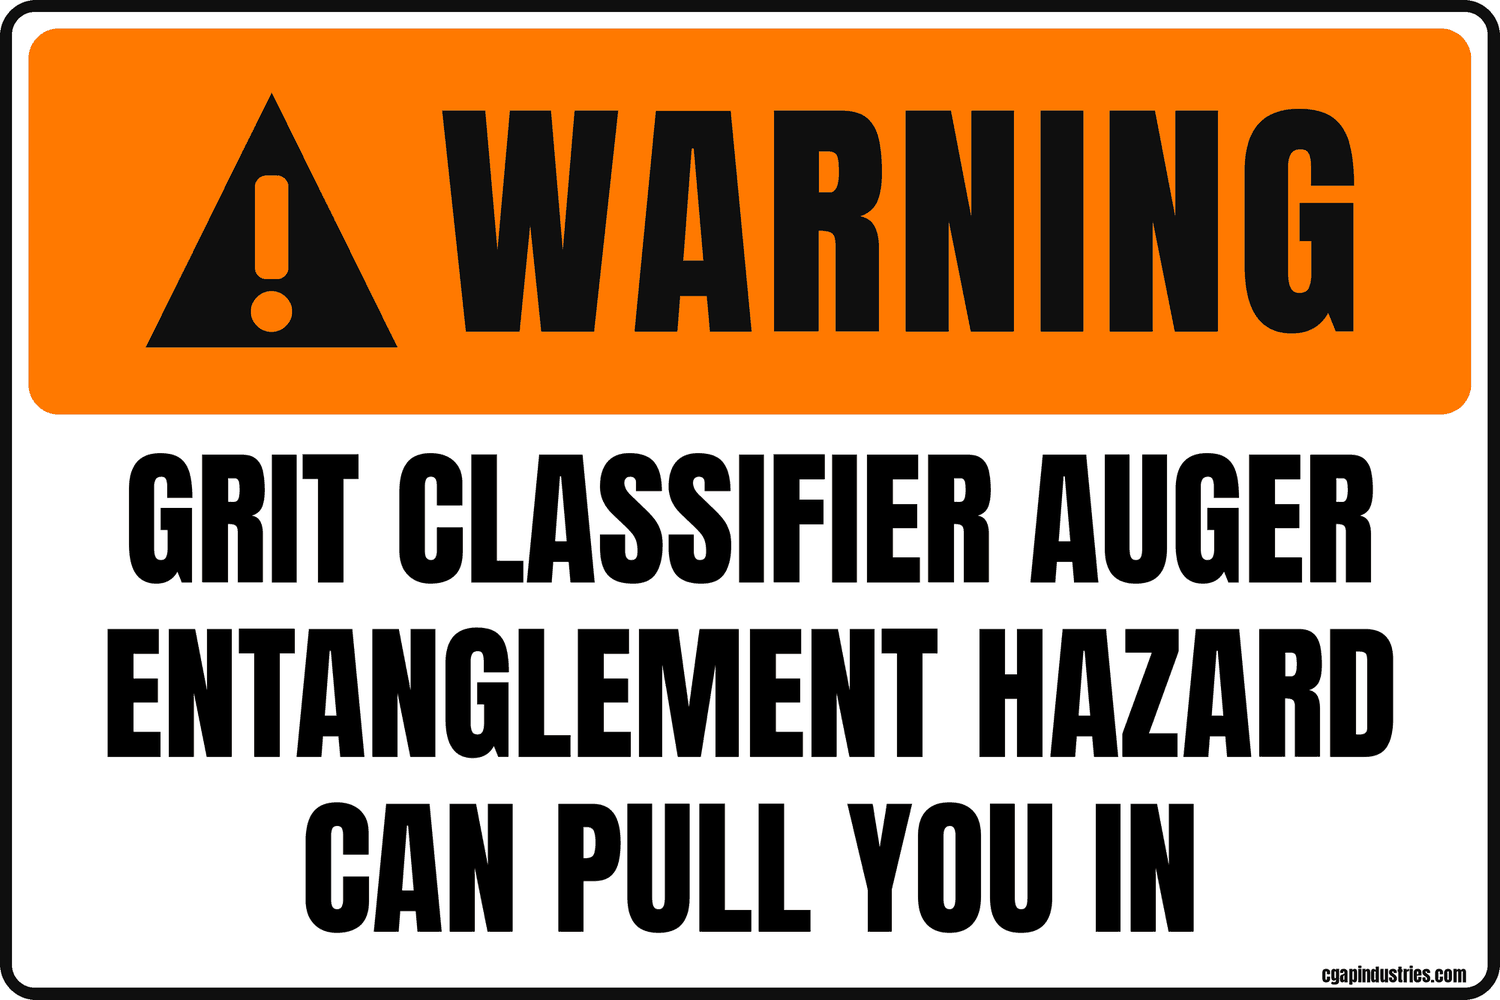 WARNING
GRIT CLASSIFIER AUGER
ENTANGLEMENT HAZARD
CAN PULL YOU IN
cgapindustries.com